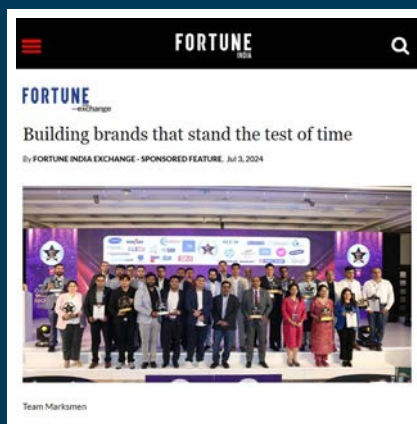 FORTUNE
INDIA
FORTUNE
exchange
Building brands that stand the test of time
By FORTUNE INDIA EXCHANGE - SPONSORED FEATURE, Jul 3, 2024
Team Marksmen